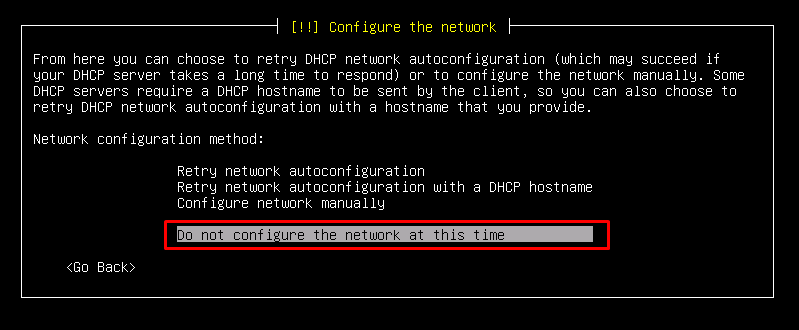 [!!] Configure the network
From here you can choose to retry DHCP network autoconfiguration (which may succeed if
your DHCP server takes a long time to respond) or to configure the network manually. Some
DHCP servers require a DHCP hostname to be sent by the client, so you can also choose to
retry DHCP network autoconfiguration with a hostname that you provide.
Network configuration method:
Retry network autoconfiguration
Retry network autoconfiguration with a DHCP hostname
Configure network manually
Do not configure the network at this time
<Go Back>